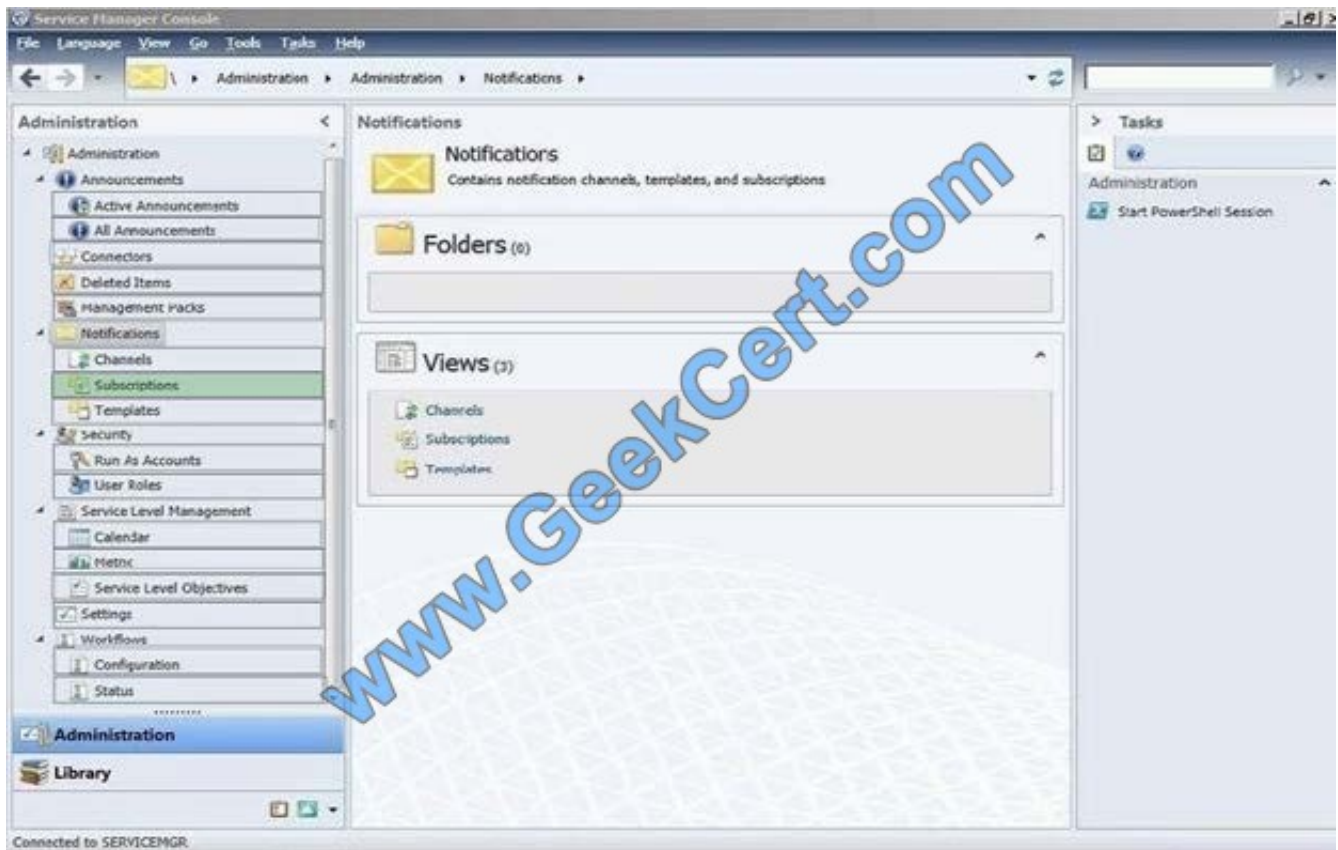 Service Manager Console
File Language View Go Tools Tasks Help
\ Administration Administration Notifications
Administration
Administration
Announcements
Active Announcements
All Announcements
Connectors
Deleted Items
Management Packs
Notifications
Channels
Subscriptions
Templates
Security
Run As Accounts
User Roles
Service Level Management
Calendar
Metric
Service Level Objectives
Settings
Workflows
Configuration
Status
Administration
Library
Connected to SERVICEMGR
Notifications
Notifications
Contains notification channels, templates, and subscriptions
Folders (0)
Views (3)
Channels
Subscriptions
Templates
www.GeekCert.com
Tasks
Administration
Start PowerShell Session